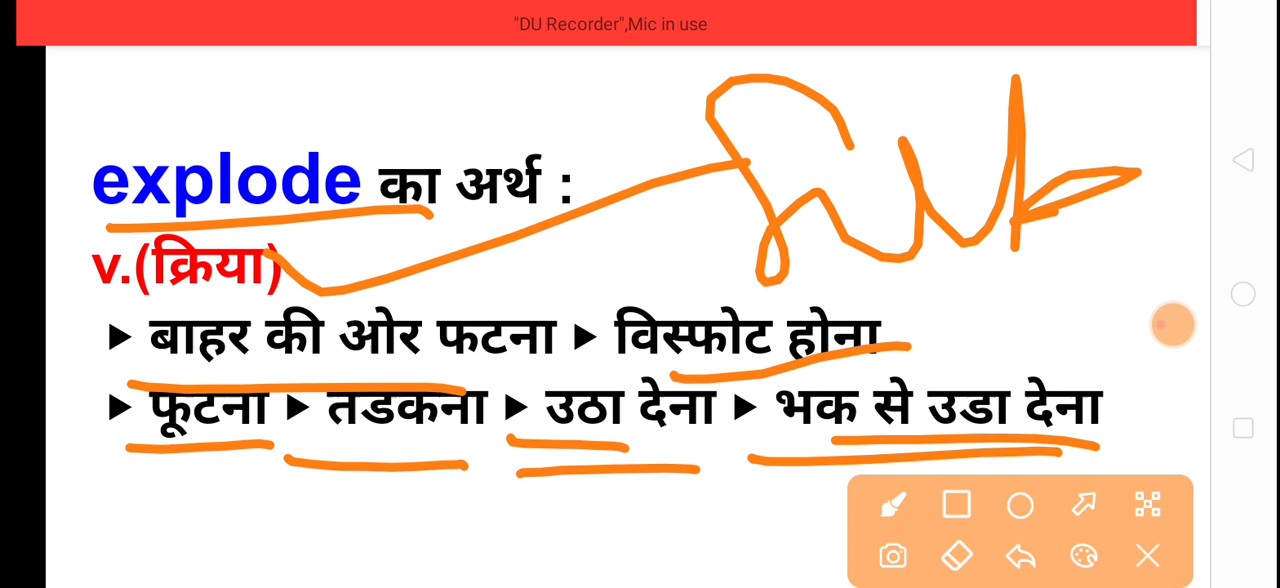 "DU Recorder",Mic in use
explode का अर्थ :
v.(क्रिया)
▸ बाहर की ओर फटना ▸ विस्फोट होना
▸ फूटना ▸ तडकना ▸ उठा देना ▸ भक से उडा देना